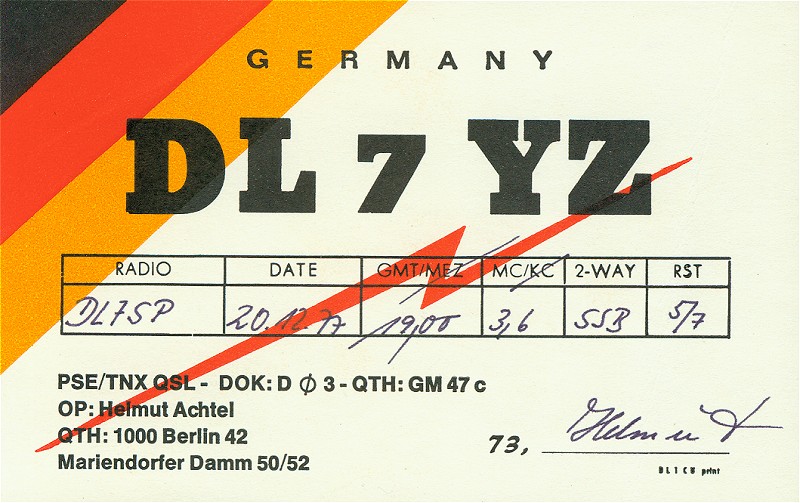 GERMANY
DL 7 YZ
RADIO DATE GMT/MEZ MC/KC 2-WAY RST
DL7SP 20.12.77 19,00 3,6 SSB 5/7
PSE/TNX QSL - DOK: D Ø 3 - QTH: GM 47 c
OP: Helmut Achtel
QTH: 1000 Berlin 42
Mariendorfer Damm 50/52
73, Helmut
print